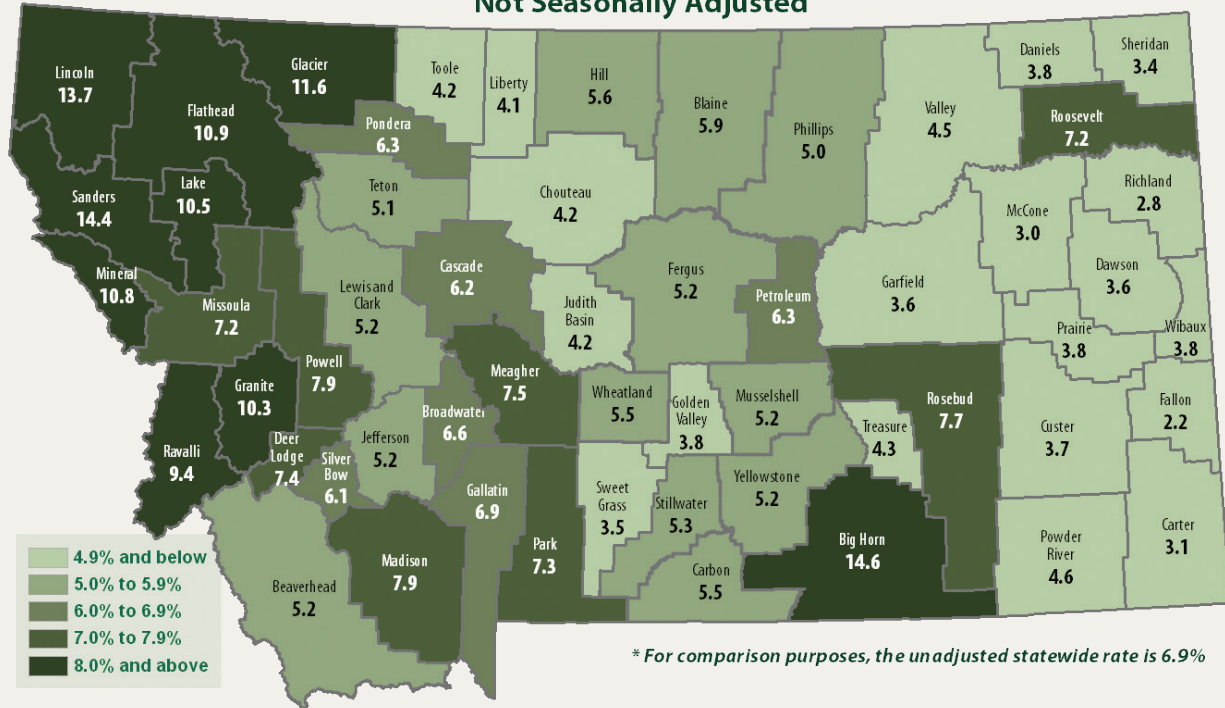 Not Seasonally Adjusted
Lincoln
13.7
Flathead
10.9
Glacier
11.6
Toole
4.2
Liberty
4.1
Hill
5.6
Blaine
5.9
Phillips
5.0
Valley
4.5
Daniels
3.8
Sheridan
3.4
Roosevelt
7.2
Pondera
6.3
Sanders
14.4
Lake
10.5
Teton
5.1
Chouteau
4.2
McCone
3.0
Richland
2.8
Mineral
10.8
Missoula
7.2
Lewis and
Clark
5.2
Cascade
6.2
Judith
Basin
4.2
Fergus
5.2
Petroleum
6.3
Garfield
3.6
Dawson
3.6
Prairie
3.8
Wibaux
3.8
Powell
7.9
Granite
10.3
Meagher
7.5
Broadwater
6.6
Wheatland
5.5
Golden
Valley
3.8
Musselshell
5.2
Treasure
4.3
Rosebud
7.7
Custer
3.7
Fallon
2.2
Ravalli
9.4
Deer
Lodge
7.4
Silver
Bow
6.1
Jefferson
5.2
Gallatin
6.9
Sweet
Grass
3.5
Stillwater
5.3
Yellowstone
5.2
Beaverhead
5.2
Madison
7.9
Park
7.3
Carbon
5.5
Big Horn
14.6
Powder
River
4.6
Carter
3.1
4.9% and below
5.0% to 5.9%
6.0% to 6.9%
7.0% to 7.9%
8.0% and above
* For comparison purposes, the unadjusted statewide rate is 6.9%